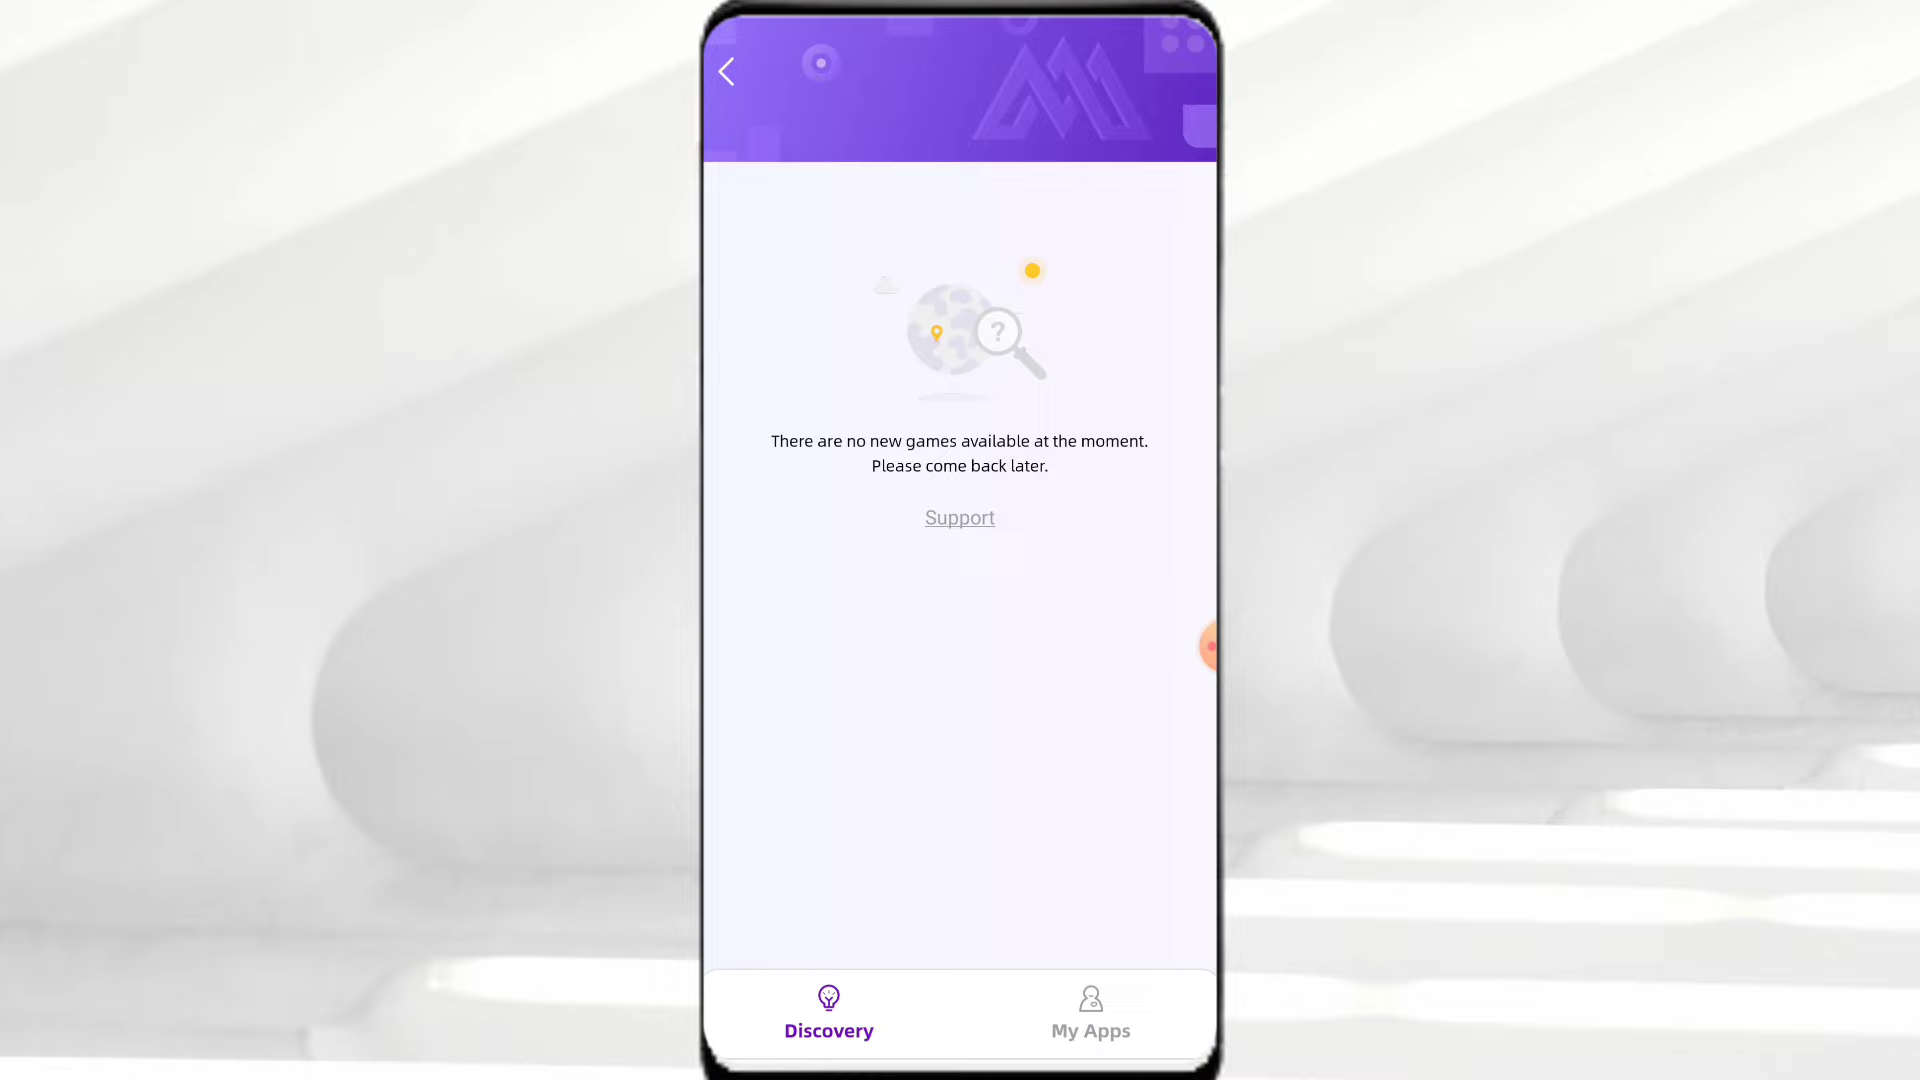 There are no new games available at the moment.
Please come back later.
Support
Discovery
My Apps